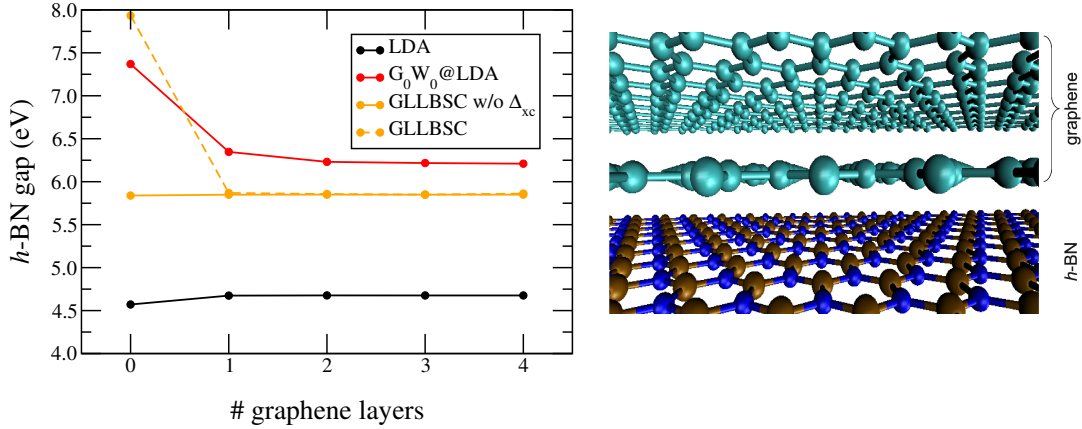 8.0
7.5
7.0
6.5
6.0
5.5
5.0
4.5
4.0
h-BN gap (eV)
0 1 2 3 4
# graphene layers
LDA
G₀W₀@LDA
GLLBSC w/o Δxc
GLLBSC
graphene
h-BN